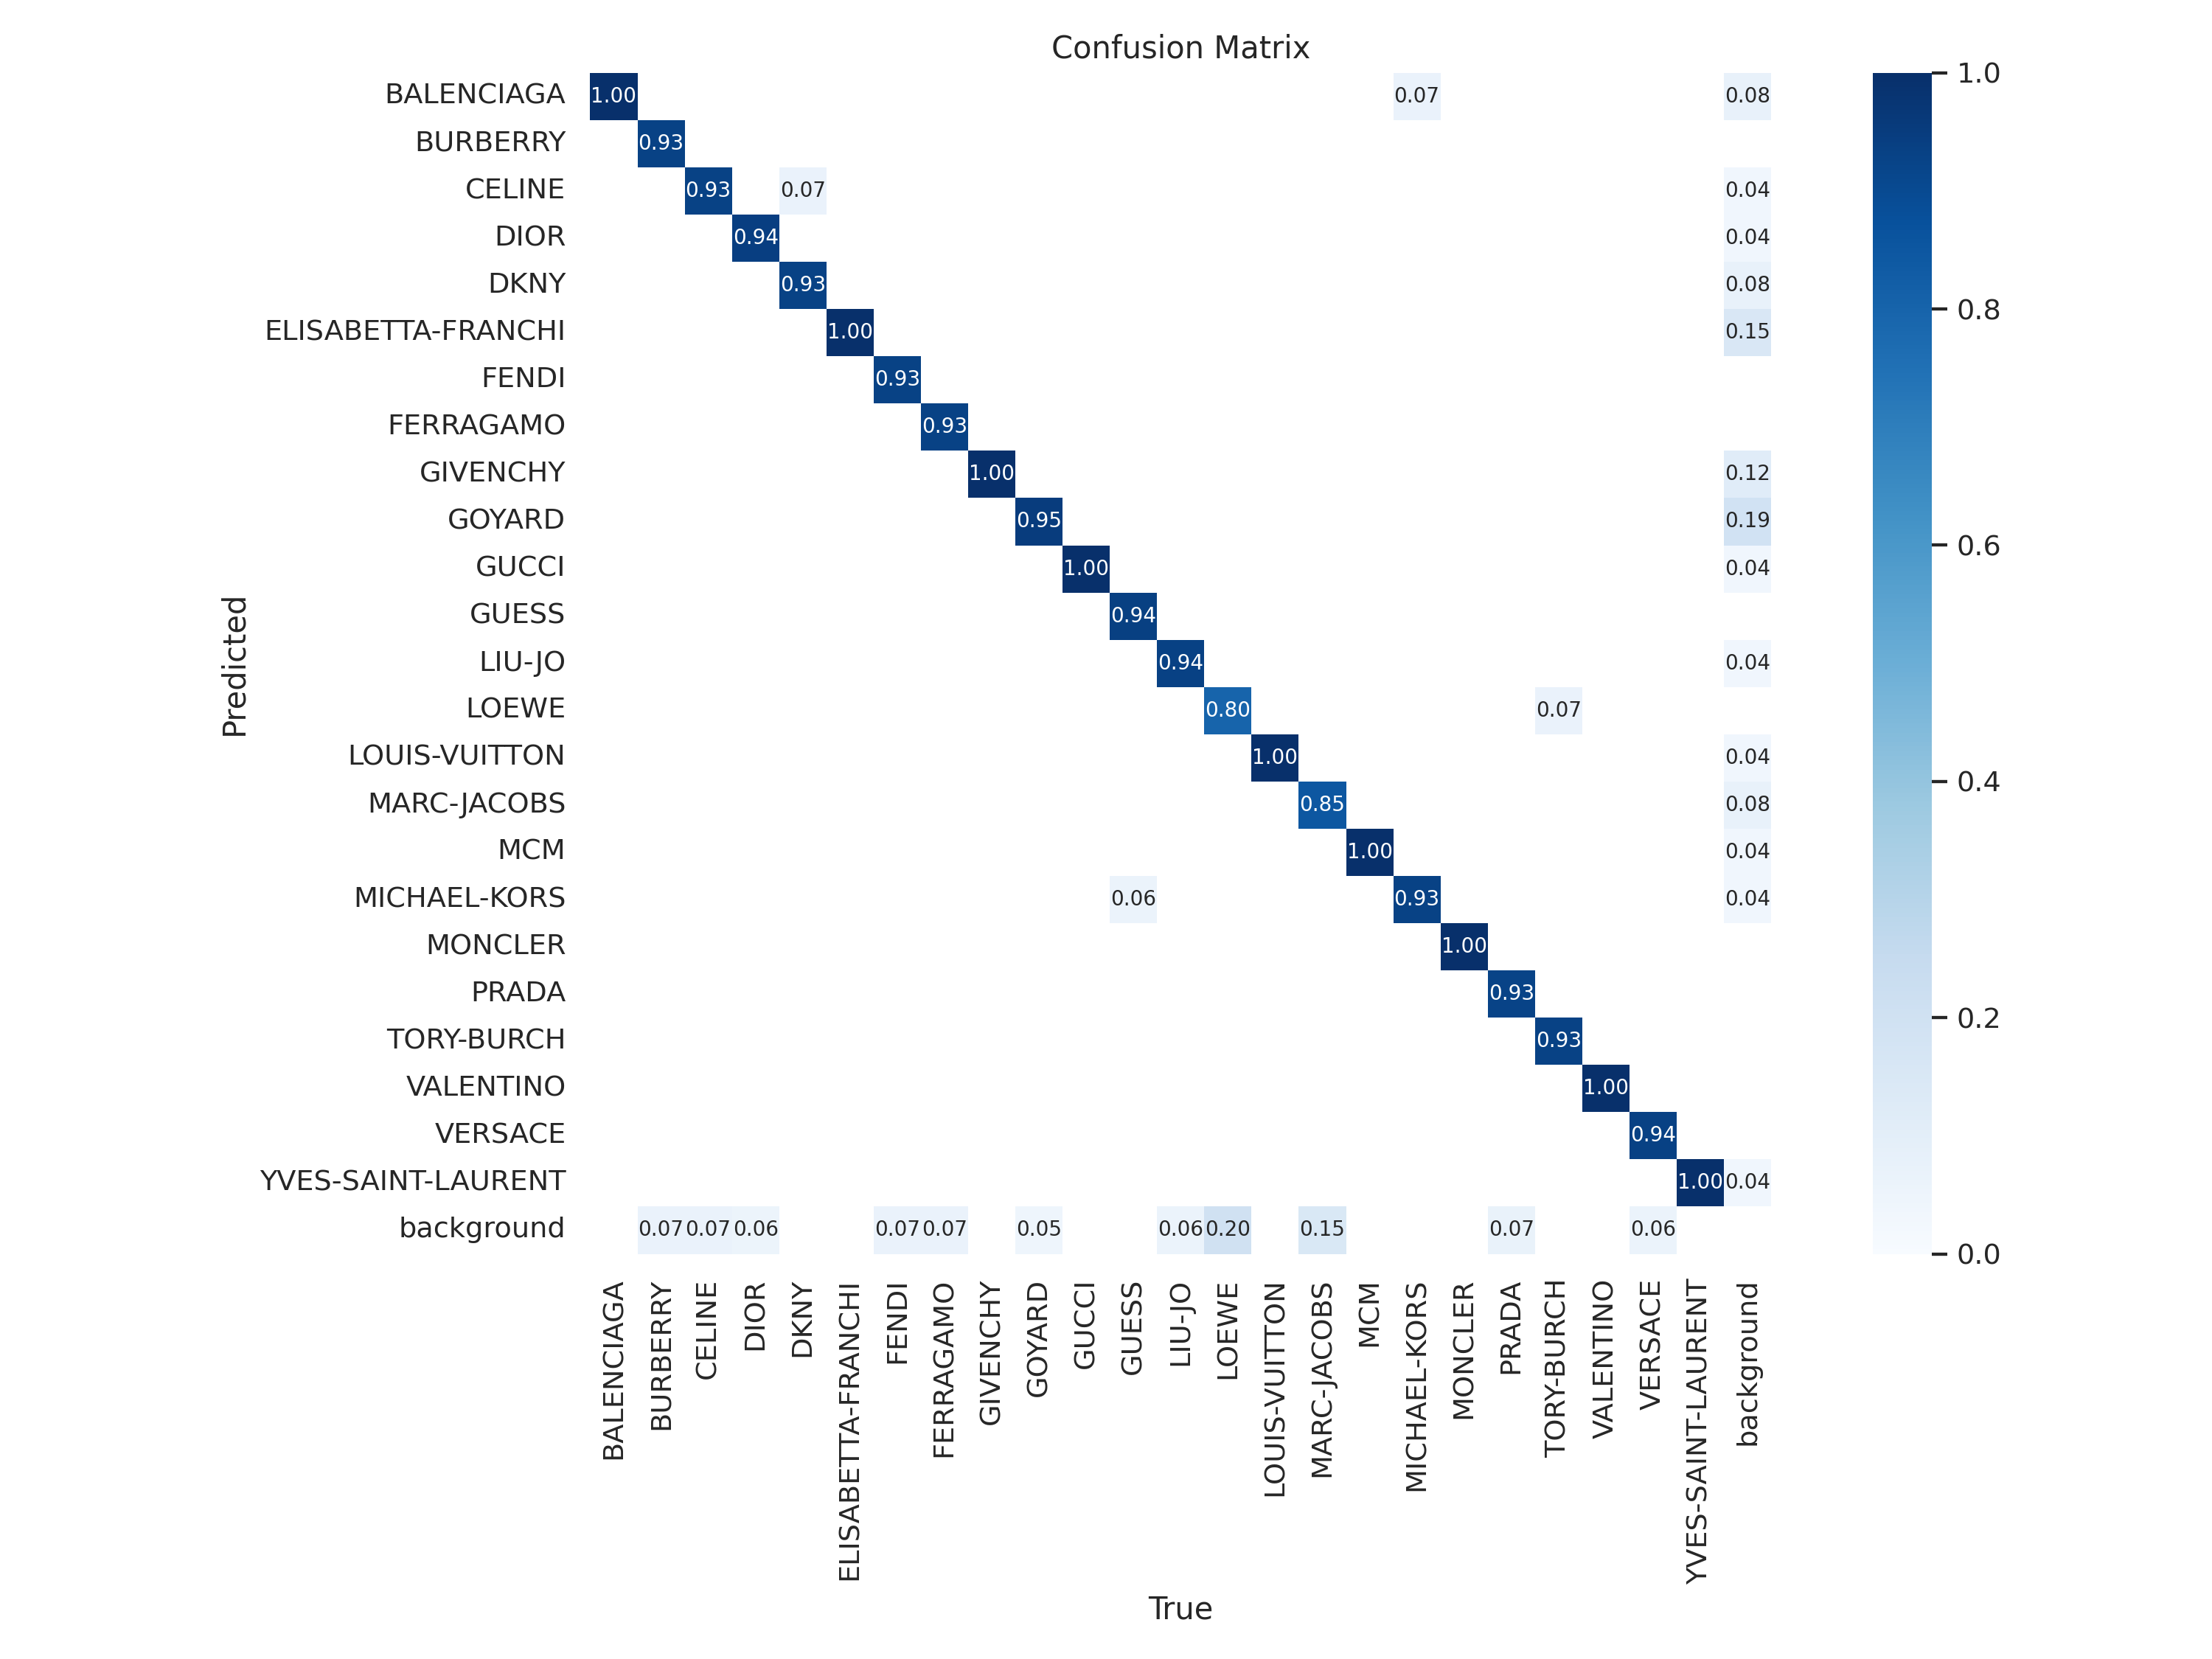 Confusion Matrix
BALENCIAGA 1.00 0.07 0.08 1.0
BURBERRY 0.93
CELINE 0.93 0.07 0.04
DIOR 0.94 0.04
DKNY 0.93 0.08
0.8
ELISABETTA-FRANCHI 1.00 0.15
FENDI 0.93
FERRAGAMO 0.93
GIVENCHY 1.00 0.12
GOYARD 0.95 0.19
0.6
GUCCI 1.00 0.04
GUESS 0.94
Predicted
LIU-JO 0.94 0.04
LOEWE 0.80 0.07
LOUIS-VUITTON 1.00 0.04
0.4
MARC-JACOBS 0.85 0.08
MCM 1.00 0.04
MICHAEL-KORS 0.06 0.93 0.04
MONCLER 1.00
PRADA 0.93
0.2
TORY-BURCH 0.93
VALENTINO 1.00
VERSACE 0.94
YVES-SAINT-LAURENT 1.00 0.04
background 0.07 0.07 0.06 0.07 0.07 0.05 0.06 0.20 0.15 0.07 0.06
0.0
BALENCIAGA
BURBERRY
CELINE
DIOR
DKNY
ELISABETTA-FRANCHI
FENDI
FERRAGAMO
GIVENCHY
GOYARD
GUCCI
GUESS
LIU-JO
LOEWE
LOUIS-VUITTON
MARC-JACOBS
MCM
MICHAEL-KORS
MONCLER
PRADA
TORY-BURCH
VALENTINO
VERSACE
YVES-SAINT-LAURENT
background
True